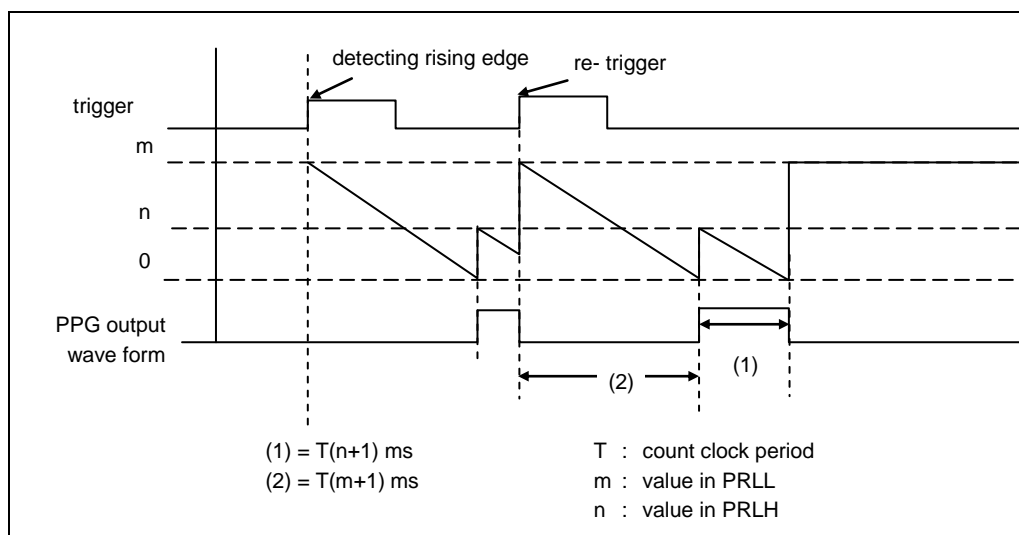 detecting rising edge
re- trigger
trigger
m
n
0
PPG output
wave form
(1)
(2)
(1) = T(n+1) ms
(2) = T(m+1) ms
T : count clock period
m : value in PRLL
n : value in PRLH